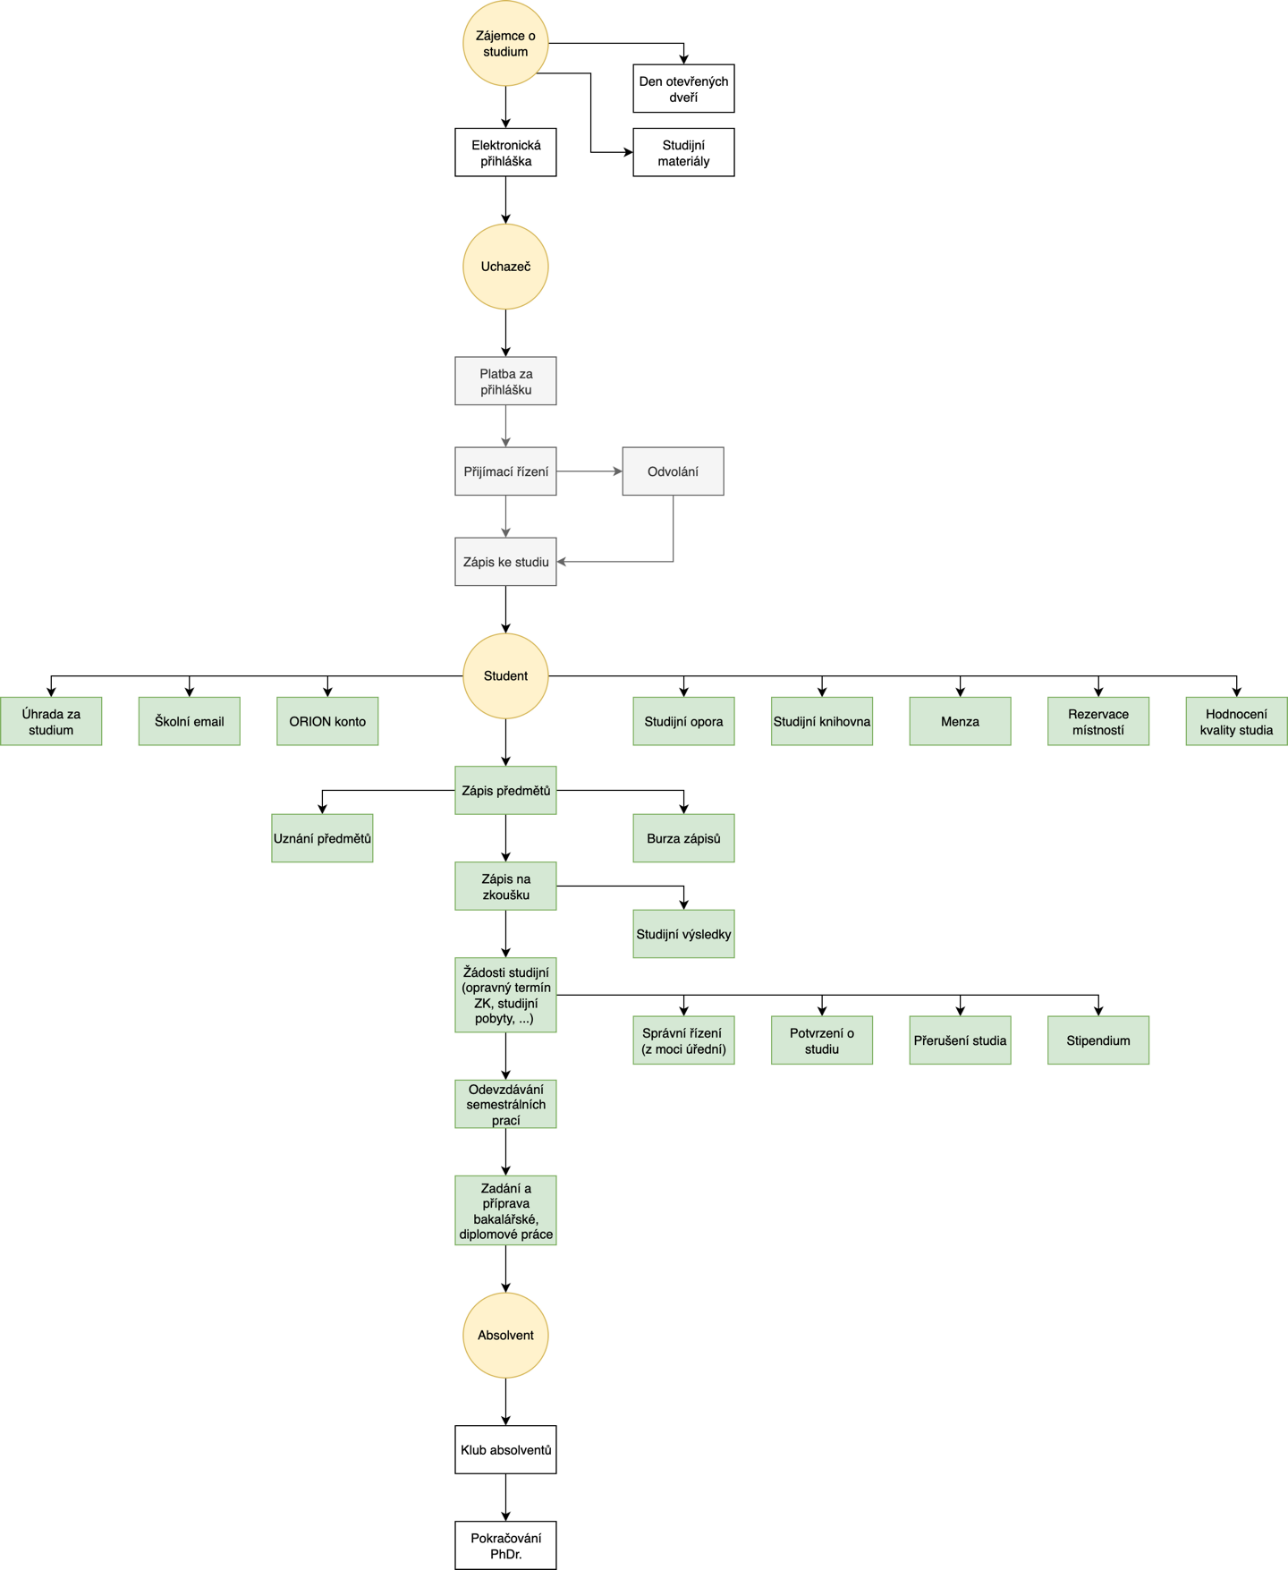 Zájemce o
studium
Den otevřených
dveří
Elektronická
přihláška
Studijní
materiály
Uchazeč
Platba za
přihlášku
Přijímací řízení
Odvolání
Zápis ke studiu
Student
Úhrada za
studium
Školní email
ORION konto
Studijní opora
Studijní knihovna
Menza
Rezervace
místností
Hodnocení
kvality studia
Zápis předmětů
Uznání předmětů
Burza zápisů
Zápis na
zkoušku
Studijní výsledky
Žádosti studijní
(opravný termín
ZK, studijní
pobyty, ...)
Správní řízení
(z moci úřední)
Potvrzení o
studiu
Přerušení studia
Stipendium
Odevzdávání
semestrálních
prací
Zadání a
příprava
bakalářské,
diplomové práce
Absolvent
Klub absolventů
Pokračování
PhDr.